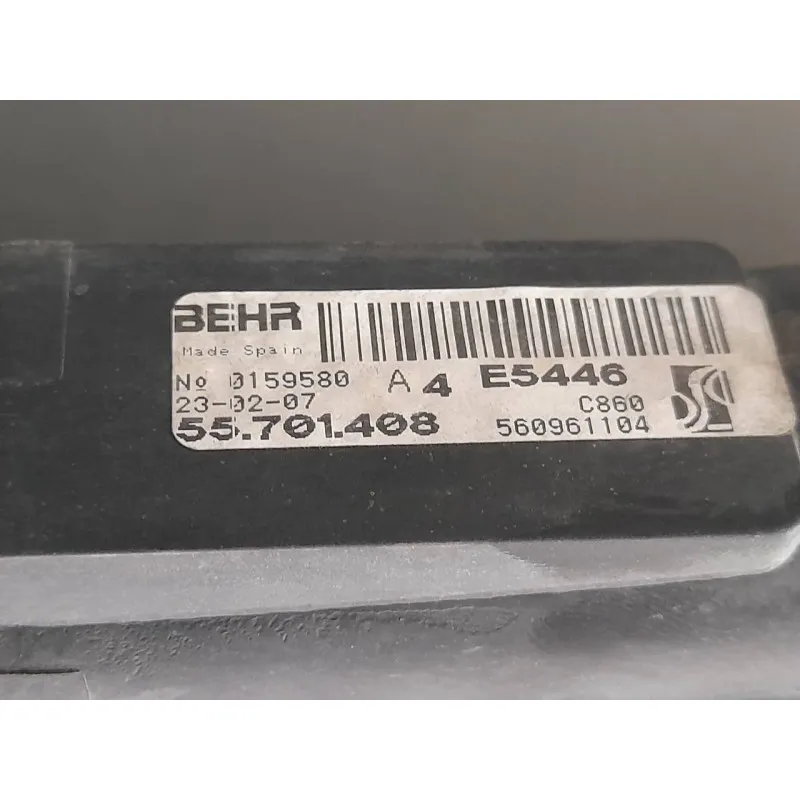 BEHR
Made Spain
No 0159580 A 4 E5446
23-02-07 C860
55.701.408 560961104